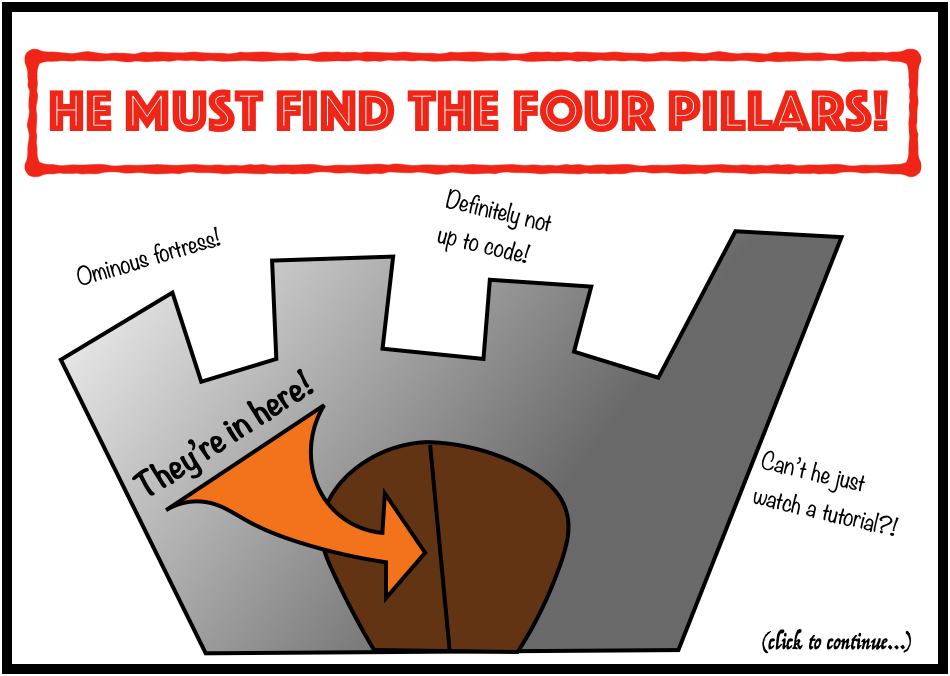 HE MUST FIND THE FOUR PILLARS!
Ominous fortress!
Definitely not
up to code!
They're in here!
Can't he just
watch a tutorial?!
(click to continue...)